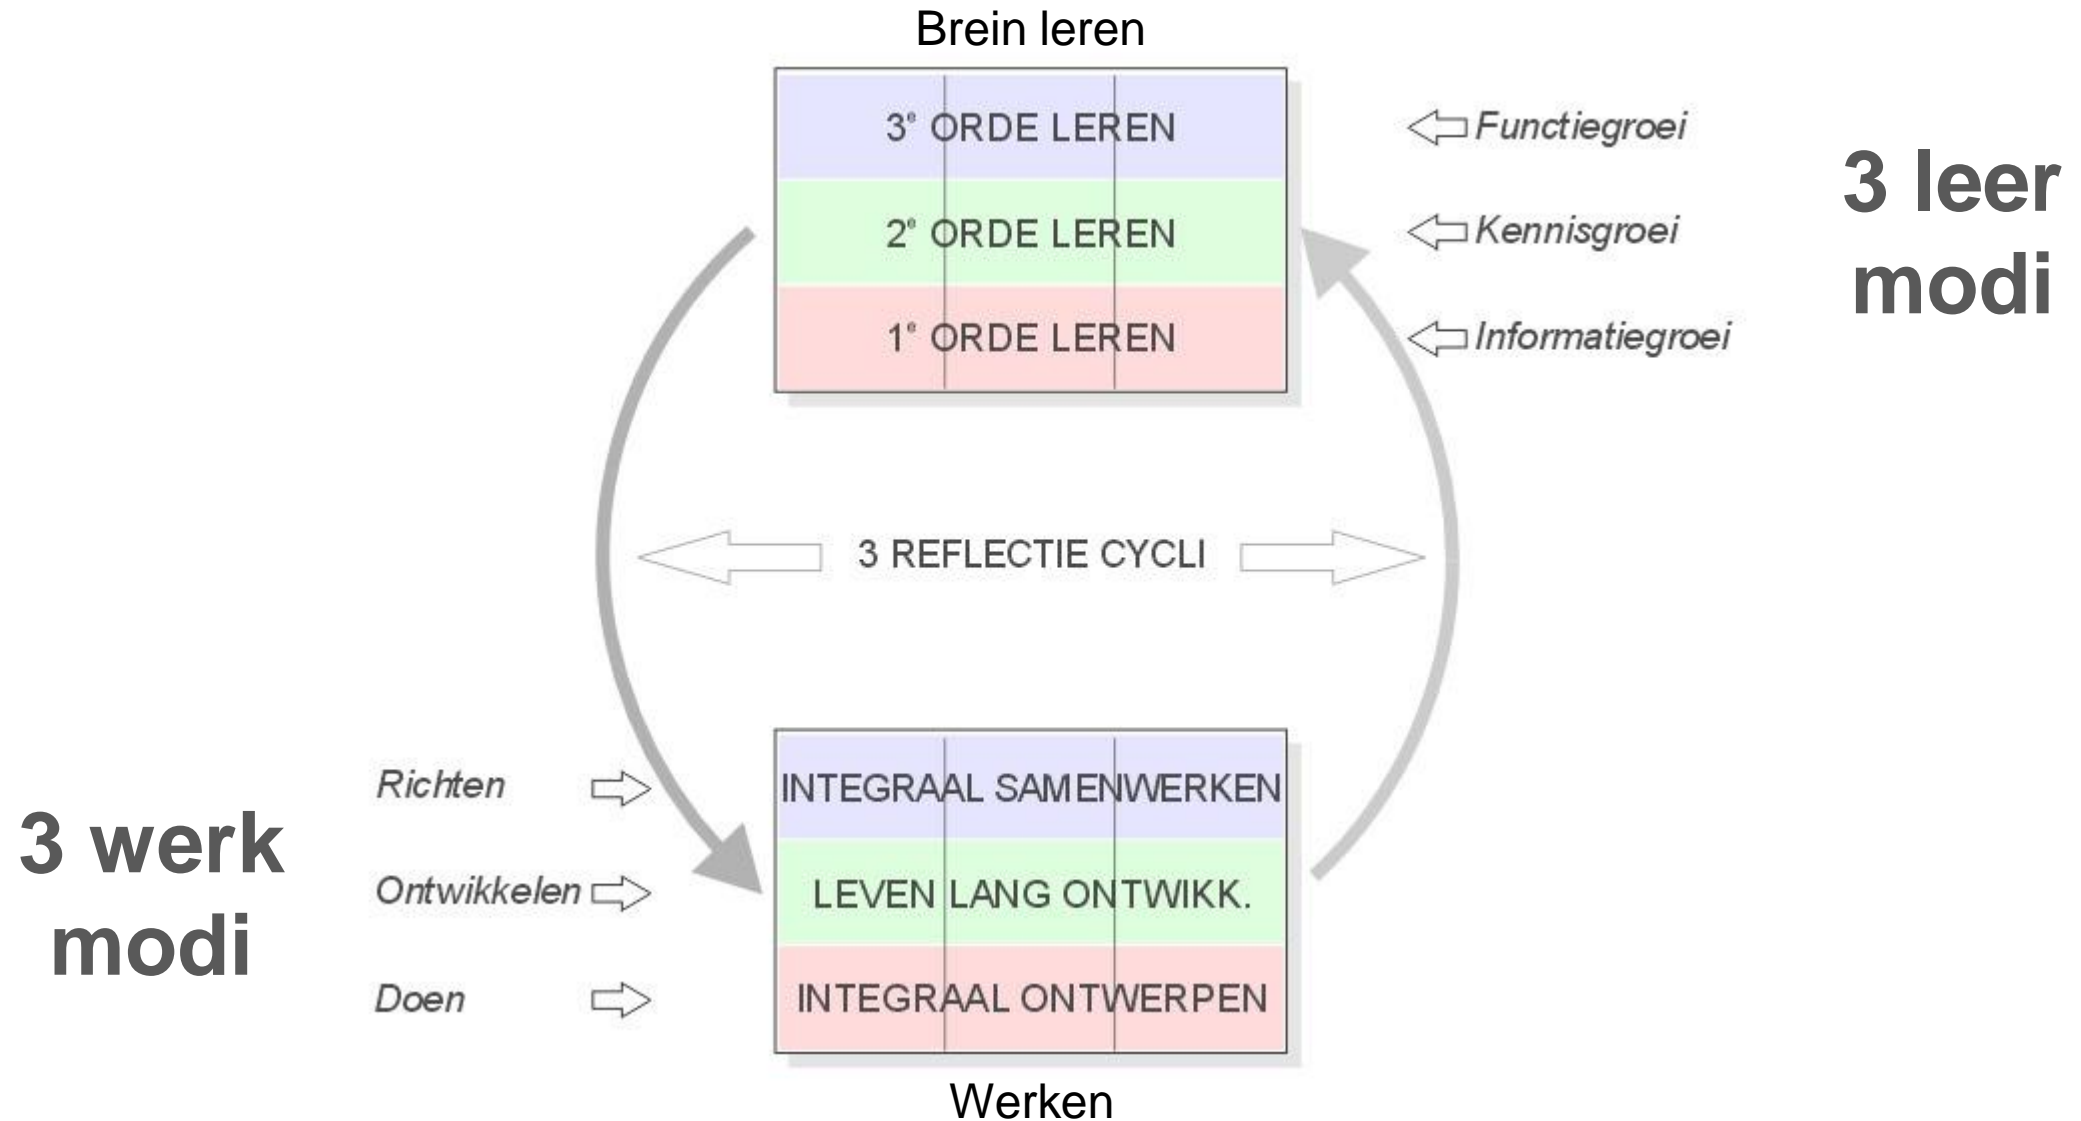 Brein leren
3e ORDE LEREN
Functiegroei
2e ORDE LEREN
Kennisgroei
1e ORDE LEREN
Informatiegroei
3 leer
modi
3 REFLECTIE CYCLI
3 werk
modi
Richten
INTEGRAAL SAMENWERKEN
Ontwikkelen
LEVEN LANG ONTWIKK.
Doen
INTEGRAAL ONTWERPEN
Werken